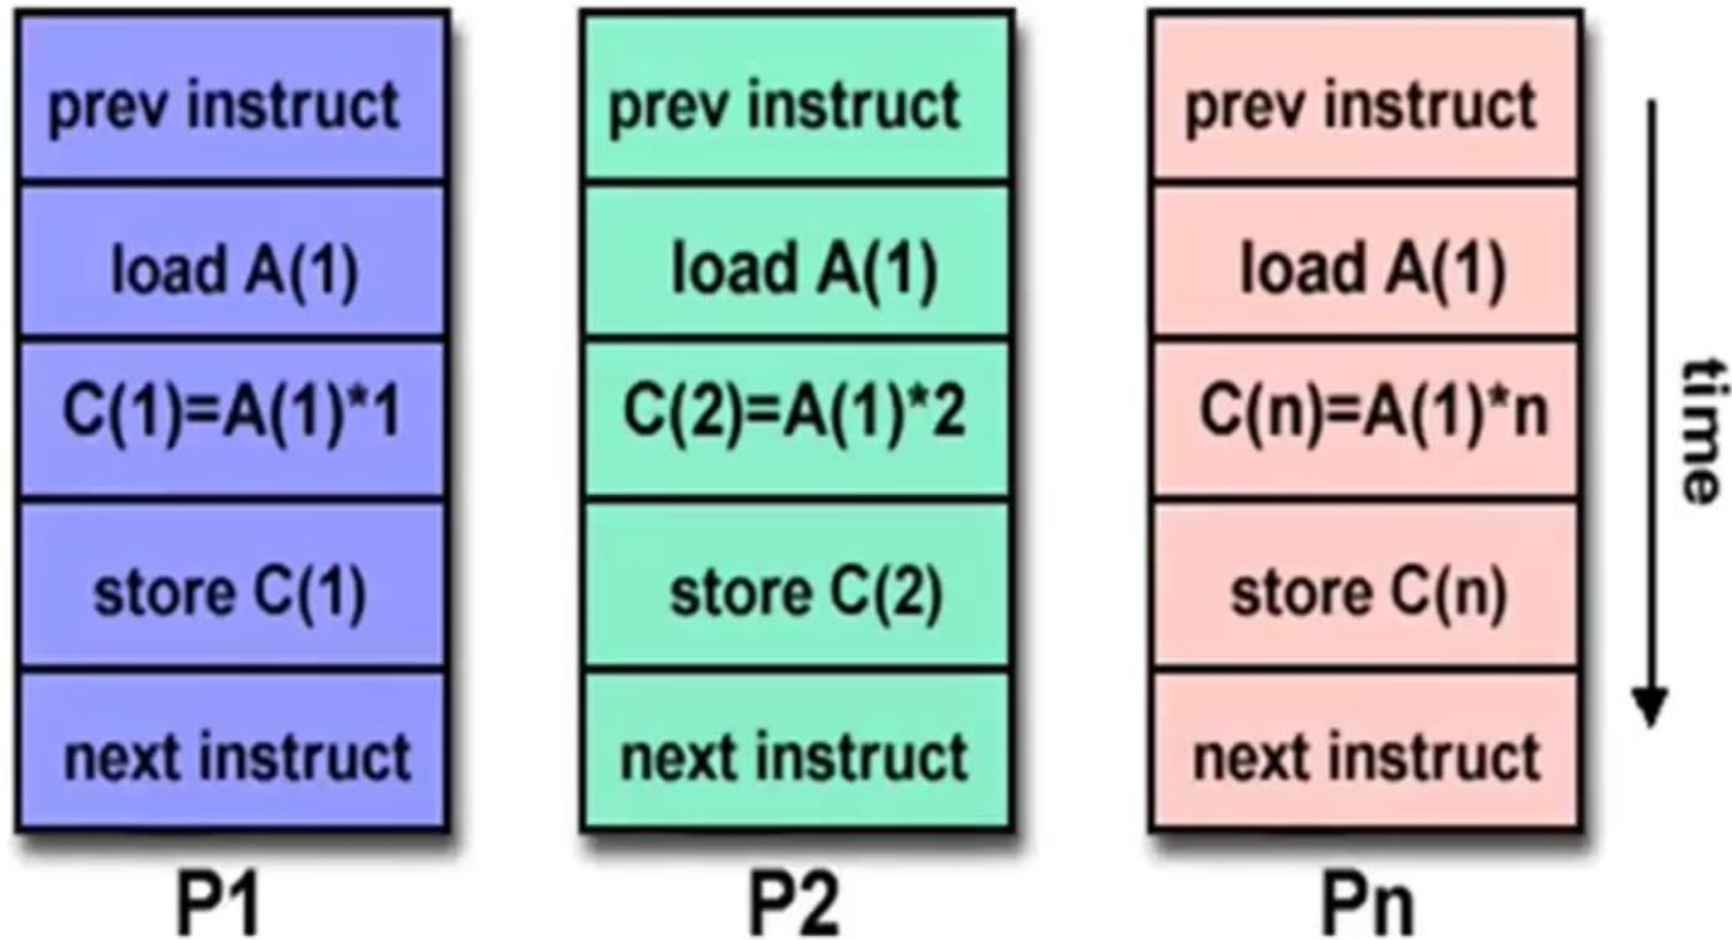 prev instruct
load A(1)
C(1)=A(1)*1
store C(1)
next instruct
P1
prev instruct
load A(1)
C(2)=A(1)*2
store C(2)
next instruct
P2
prev instruct
load A(1)
C(n)=A(1)*n
store C(n)
next instruct
Pn
time